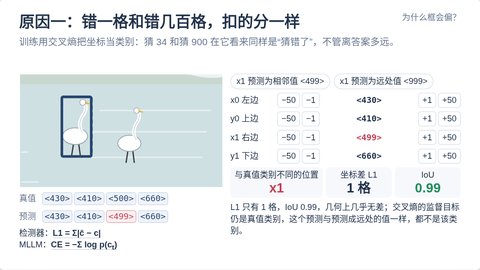 原因一：错一格和错几百格，扣的分一样
为什么框会偏?
训练用交叉熵把坐标当类别：猜 34 和猜 900 在它看来同样是“猜错了”，不管离答案多远。
x1 预测为相邻值 <499> x1 预测为远处值 <999>
x0 左边 −50 −1 <430> +1 +50
y0 上边 −50 −1 <410> +1 +50
x1 右边 −50 −1 <499> +1 +50
y1 下边 −50 −1 <660> +1 +50
与真值类别不同的位置 坐标差 L1 IoU
x1 1 格 0.99
真值 <430> <410> <500> <660>
预测 <430> <410> <499> <660>
检测器：L1 = Σ|ĉ − c|
MLLM：CE = −Σ log p(cₜ)
L1 只有 1 格，IoU 0.99，几何上几乎无差；交叉熵的监督目标
仍是真值类别，这个预测与预测成远处的值一样，都不是该类
别。